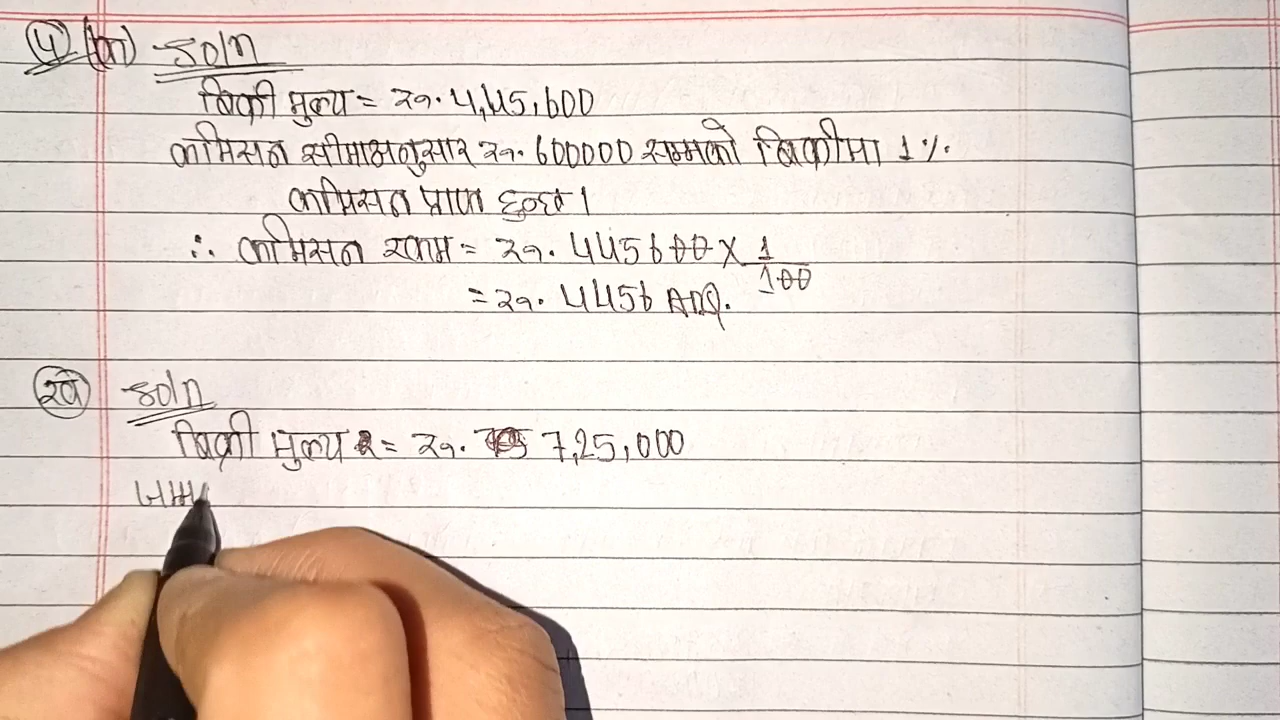 ५ (क) Soln
बिक्री मुल्य = रु. 4,45,600
कमिसन सीमाअनुसार रु. 600000 सम्मको बिक्रीमा 1%
कमिसन प्राप्त हुन्छ।
∴ कमिसन रकम = रु. 445600 × 1/100
= रु. 4456 Ans.
ख Soln
बिक्री मुल्य = रु. 7,25,000